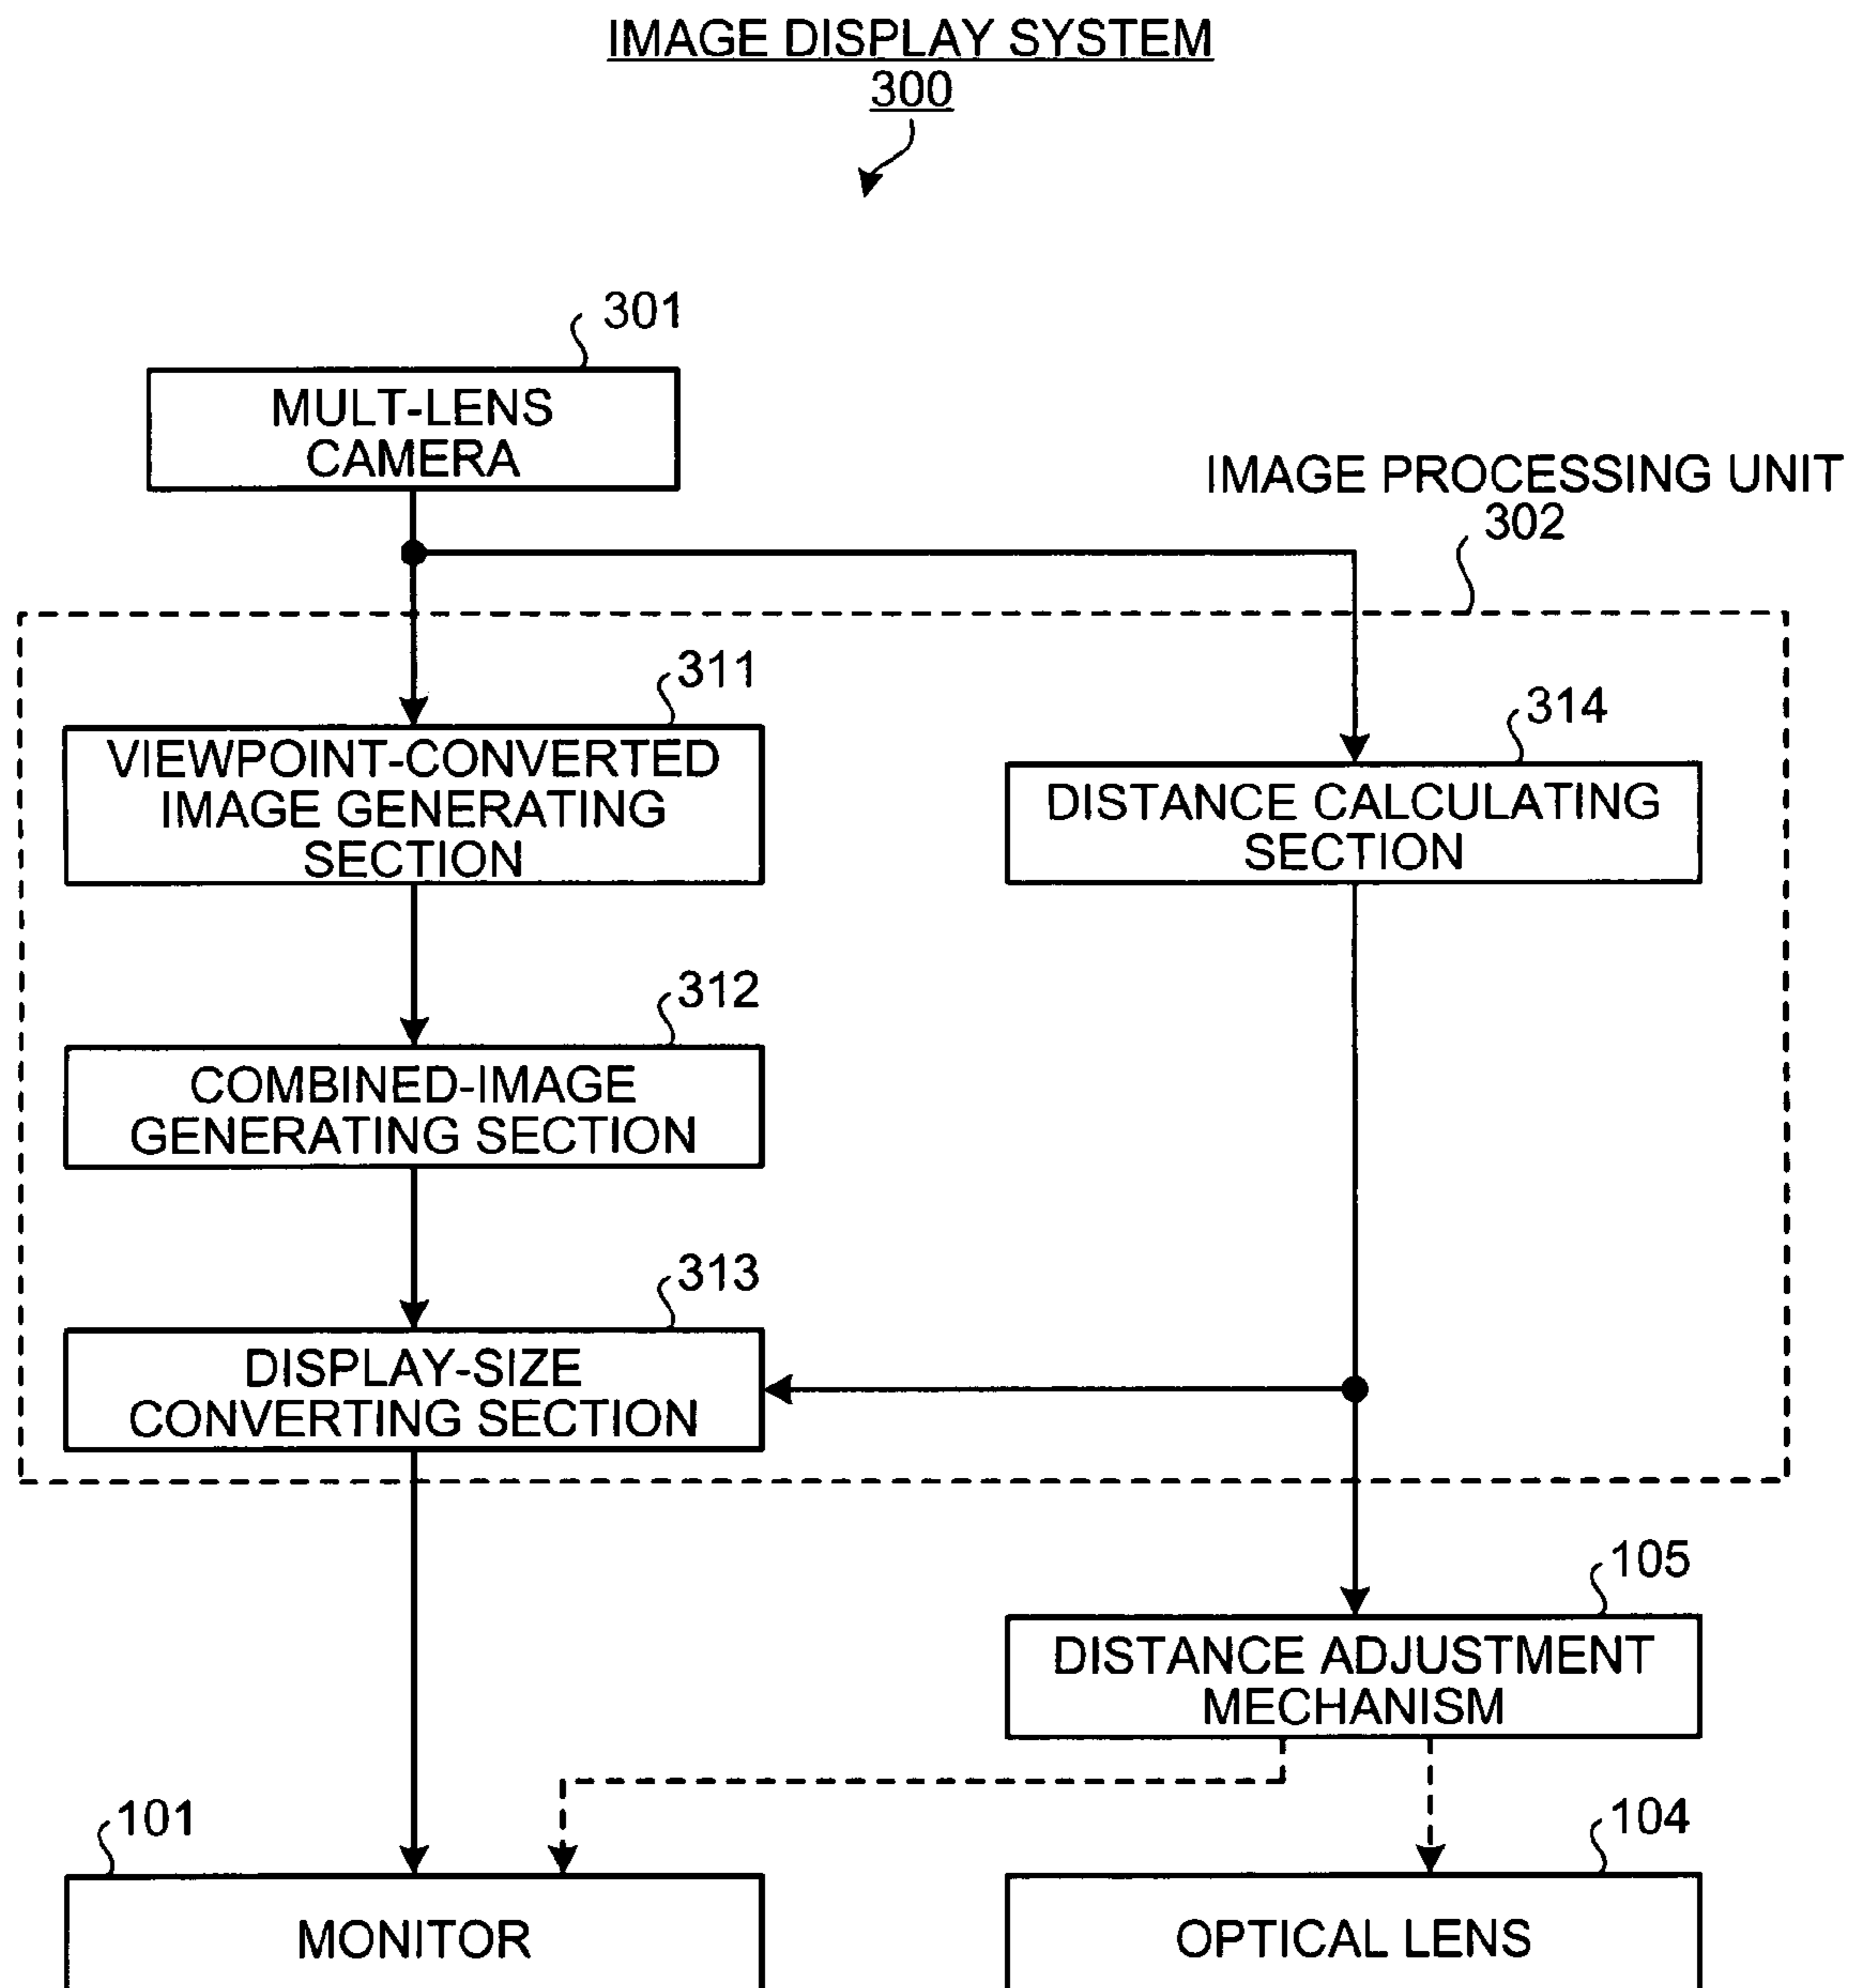 IMAGE DISPLAY SYSTEM
300
301
MULT-LENS
CAMERA
IMAGE PROCESSING UNIT
302
311
VIEWPOINT-CONVERTED
IMAGE GENERATING
SECTION
314
DISTANCE CALCULATING
SECTION
312
COMBINED-IMAGE
GENERATING SECTION
313
DISPLAY-SIZE
CONVERTING SECTION
105
DISTANCE ADJUSTMENT
MECHANISM
101
MONITOR
104
OPTICAL LENS